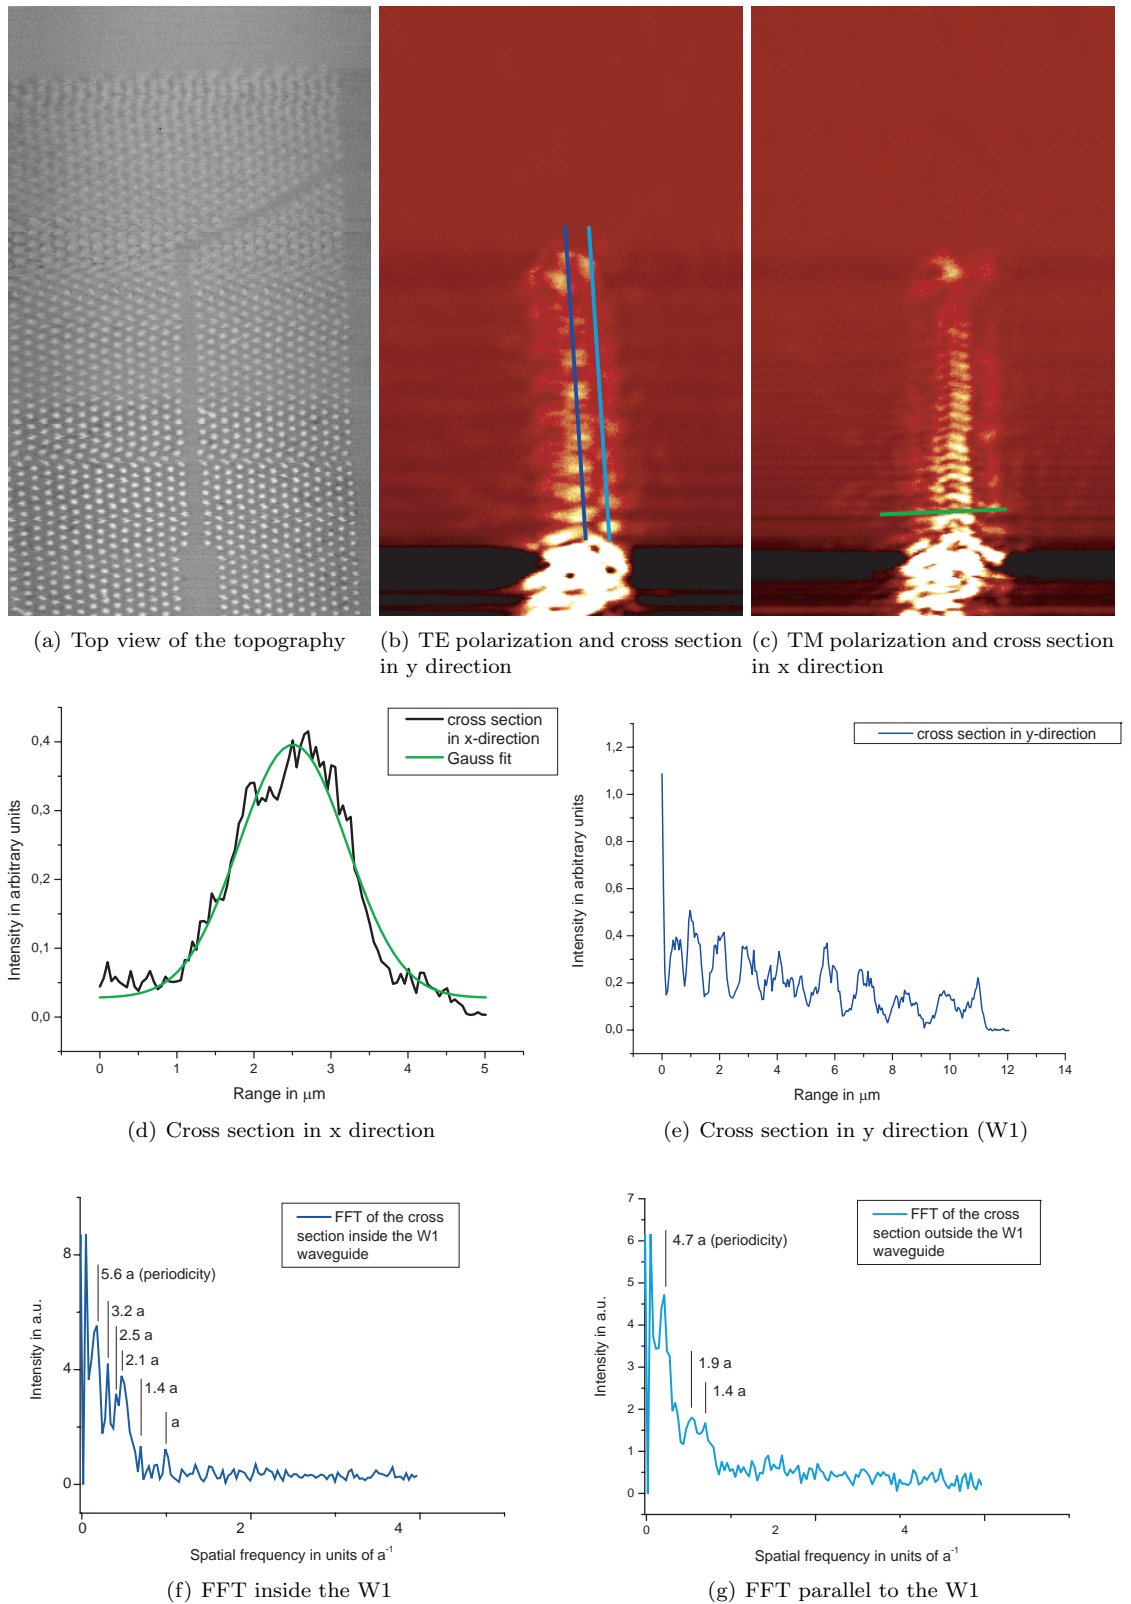 (a) Top view of the topography
(b) TE polarization and cross section
in y direction
(c) TM polarization and cross section
in x direction
0,4
0,3
0,2
0,1
0,0
Intensity in arbitrary units
cross section
in x-direction
Gauss fit
0 1 2 3 4 5
Range in μm
(d) Cross section in x direction
1,2
1,0
0,8
0,6
0,4
0,2
0,0
Intensity in arbitrary units
cross section in y-direction
0 2 4 6 8 10 12 14
Range in μm
(e) Cross section in y direction (W1)
8
4
0
Intensity in a.u.
FFT of the cross
section inside the W1
waveguide
5.6 a (periodicity)
3.2 a
2.5 a
2.1 a
1.4 a
a
0 2 4
Spatial frequency in units of a⁻¹
(f) FFT inside the W1
7
6
5
4
3
2
1
0
Intensity in a.u.
FFT of the cross
section outside the W1
waveguide
4.7 a (periodicity)
1.9 a
1.4 a
0 2 4
Spatial frequency in units of a⁻¹
(g) FFT parallel to the W1